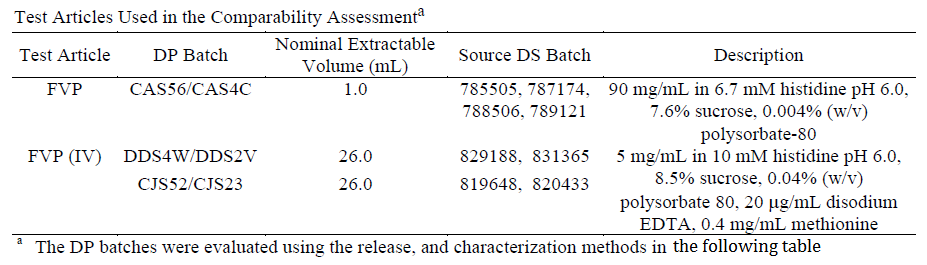 Test Articles Used in the Comparability Assessmentᵃ
Test Article DP Batch Nominal Extractable Volume (mL) Source DS Batch Description
FVP CAS56/CAS4C 1.0 785505, 787174, 90 mg/mL in 6.7 mM histidine pH 6.0,
788506, 789121 7.6% sucrose, 0.004% (w/v)
polysorbate-80
FVP (IV) DDS4W/DDS2V 26.0 829188, 831365 5 mg/mL in 10 mM histidine pH 6.0,
CJS52/CJS23 26.0 819648, 820433 8.5% sucrose, 0.04% (w/v)
polysorbate 80, 20 µg/mL disodium
EDTA, 0.4 mg/mL methionine
ᵃ The DP batches were evaluated using the release, and characterization methods in the following table